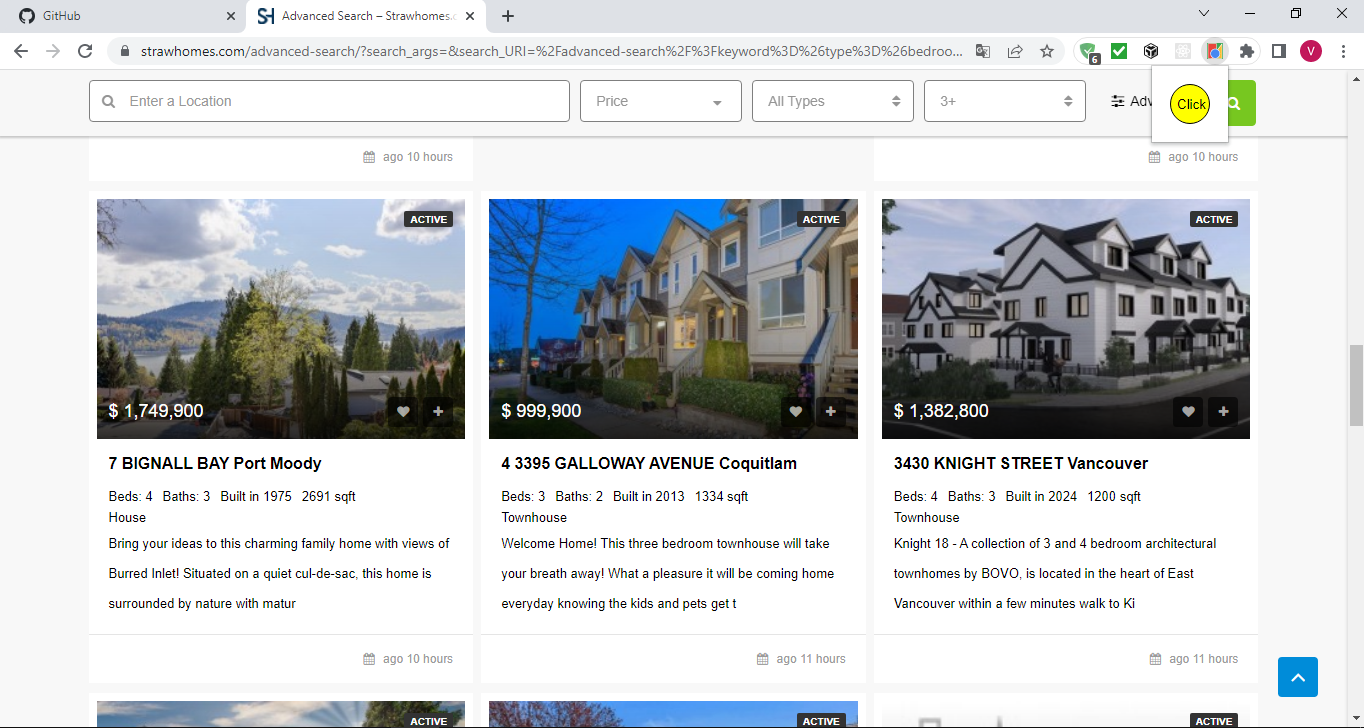 GitHub
SH Advanced Search – Strawhomes.
strawhomes.com/advanced-search/?search_args=&search_URI=%2Fadvanced-search%2F%3Fkeyword%3D%26type%3D%26bedroo...
6
V
Enter a Location
Price
All Types
3+
Adv
Click
ago 10 hours
ago 10 hours
ACTIVE
ACTIVE
ACTIVE
$ 1,749,900
$ 999,900
$ 1,382,800
7 BIGNALL BAY Port Moody
Beds: 4 Baths: 3 Built in 1975 2691 sqft
House
Bring your ideas to this charming family home with views of
Burred Inlet! Situated on a quiet cul-de-sac, this home is
surrounded by nature with matur
ago 10 hours
4 3395 GALLOWAY AVENUE Coquitlam
Beds: 3 Baths: 2 Built in 2013 1334 sqft
Townhouse
Welcome Home! This three bedroom townhouse will take
your breath away! What a pleasure it will be coming home
everyday knowing the kids and pets get t
ago 11 hours
3430 KNIGHT STREET Vancouver
Beds: 4 Baths: 3 Built in 2024 1200 sqft
Townhouse
Knight 18 - A collection of 3 and 4 bedroom architectural
townhomes by BOVO, is located in the heart of East
Vancouver within a few minutes walk to Ki
ago 11 hours
ACTIVE
ACTIVE
ACTIVE